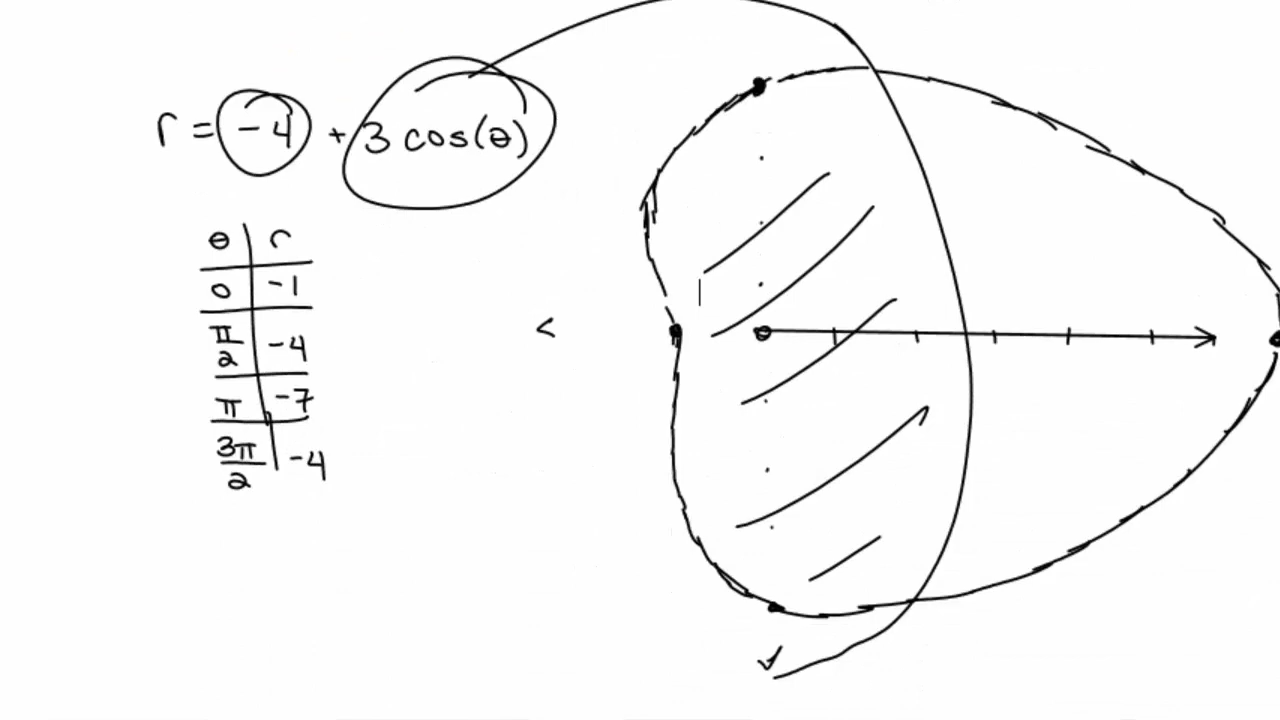 r = -4 + 3 cos(θ)
θ r
0 -1
π/2 -4
<
π -7
3π/2 -4